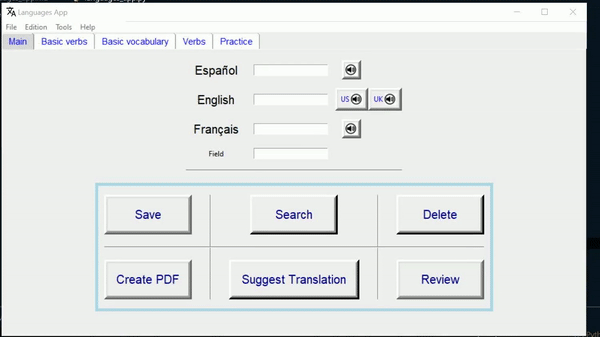 Languages App
File Edition Tools Help
Main Basic verbs Basic vocabulary Verbs Practice
Español
English US UK
Français
Field
Save Search Delete
Create PDF Suggest Translation Review